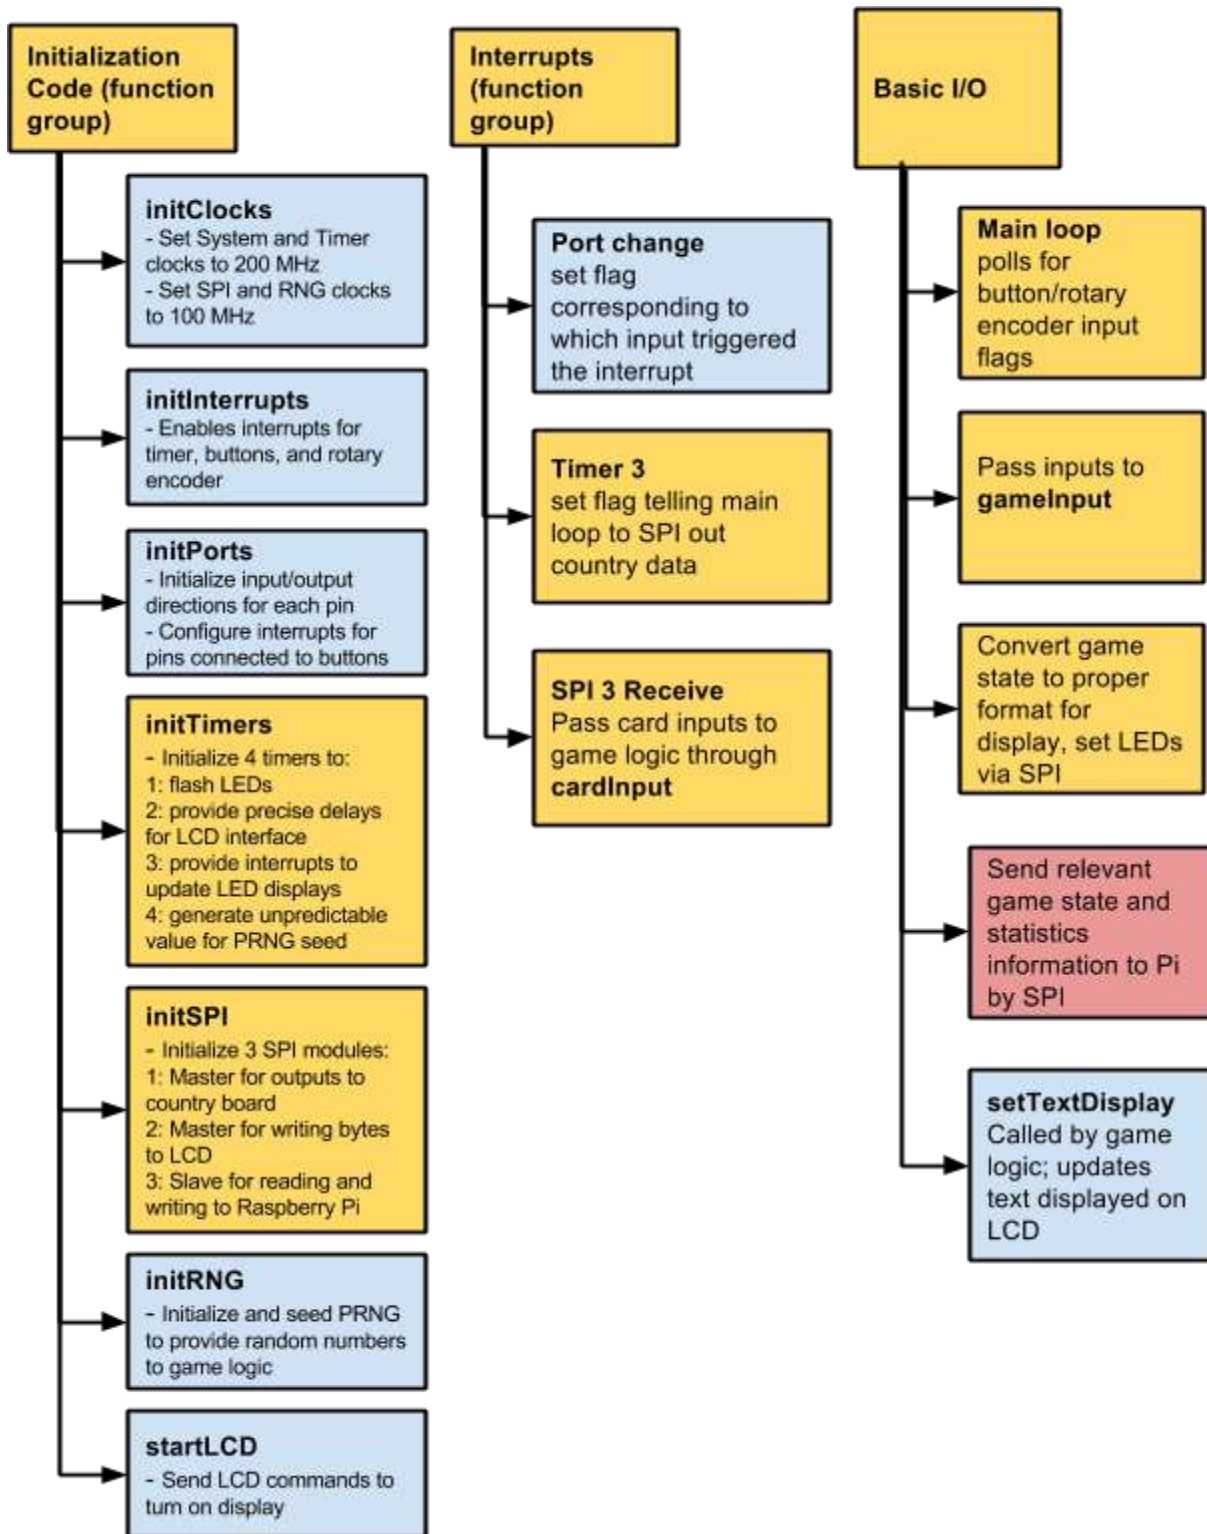 Initialization
Code (function
group)
initClocks
- Set System and Timer
clocks to 200 MHz
- Set SPI and RNG clocks
to 100 MHz
initInterrupts
- Enables interrupts for
timer, buttons, and rotary
encoder
initPorts
- Initialize input/output
directions for each pin
- Configure interrupts for
pins connected to buttons
initTimers
- Initialize 4 timers to:
1: flash LEDs
2: provide precise delays
for LCD interface
3: provide interrupts to
update LED displays
4: generate unpredictable
value for PRNG seed
initSPI
- Initialize 3 SPI modules:
1: Master for outputs to
country board
2: Master for writing bytes
to LCD
3: Slave for reading and
writing to Raspberry Pi
initRNG
- Initialize and seed PRNG
to provide random numbers
to game logic
startLCD
- Send LCD commands to
turn on display
Interrupts
(function
group)
Port change
set flag
corresponding to
which input triggered
the interrupt
Timer 3
set flag telling main
loop to SPI out
country data
SPI 3 Receive
Pass card inputs to
game logic through
cardInput
Basic I/O
Main loop
polls for
button/rotary
encoder input
flags
Pass inputs to
gameInput
Convert game
state to proper
format for
display, set LEDs
via SPI
Send relevant
game state and
statistics
information to Pi
by SPI
setTextDisplay
Called by game
logic; updates
text displayed on
LCD